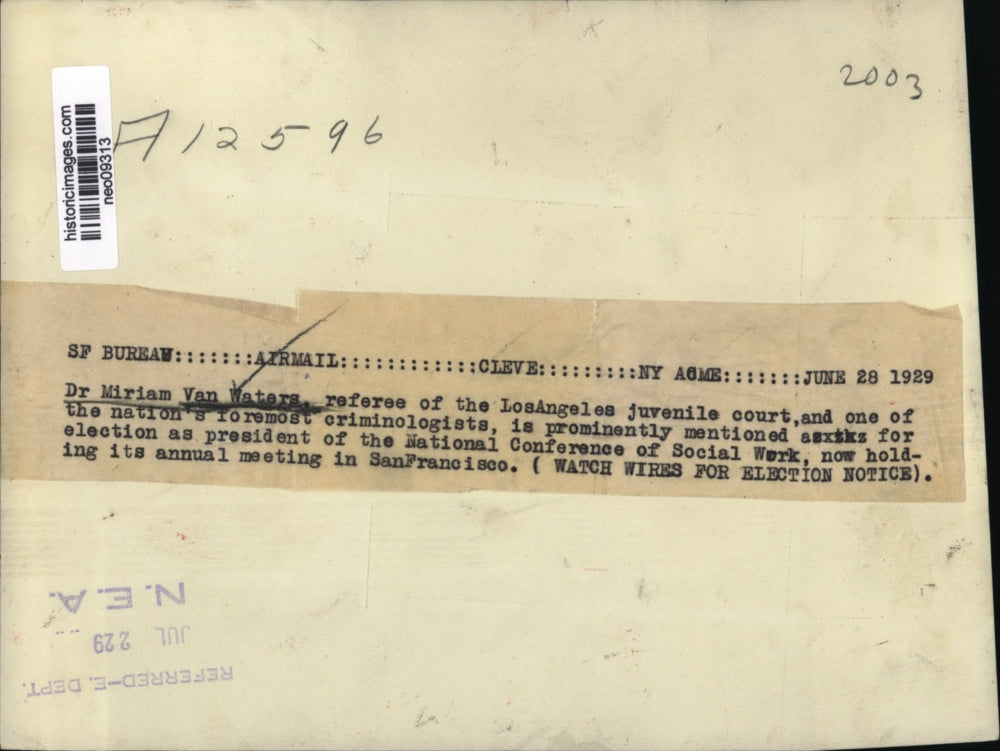 2003
historicimages.com
neo09313
A12596
SF BUREAU:::::::AIRMAIL::::::::::::CLEVE:::::::::NY ACME:::::::JUNE 28 1929
Dr Miriam Van Waters, referee of the LosAngeles juvenile court,and one of
the nation's foremost criminologists, is prominently mentioned asxtkz for
election as president of the National Conference of Social Work, now hold-
ing its annual meeting in SanFrancisco. ( WATCH WIRES FOR ELECTION NOTICE).
N.E.A.
JUL 2 29
REFERRED-E. DEPT.